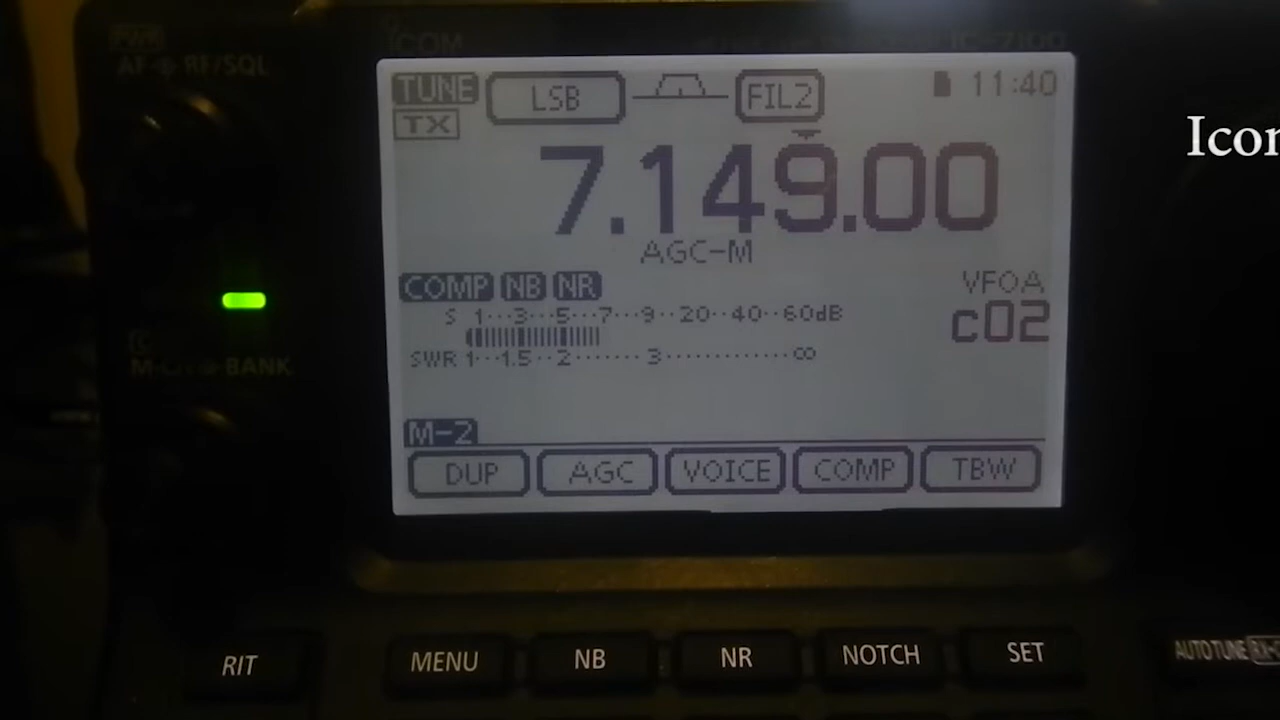 ICOM IC-7100
PWR
AF RF/SQL
TUNE LSB FIL2 11:40
TX
7.149.00
AGC-M
COMP NB NR VFOA
S 1···3···5···7···9··20··40··60dB c02
SWR 1··1.5··2·······3············∞
M-CH BANK
M-2
DUP AGC VOICE COMP TBW
RIT MENU NB NR NOTCH SET AUTOTUNE
Icom